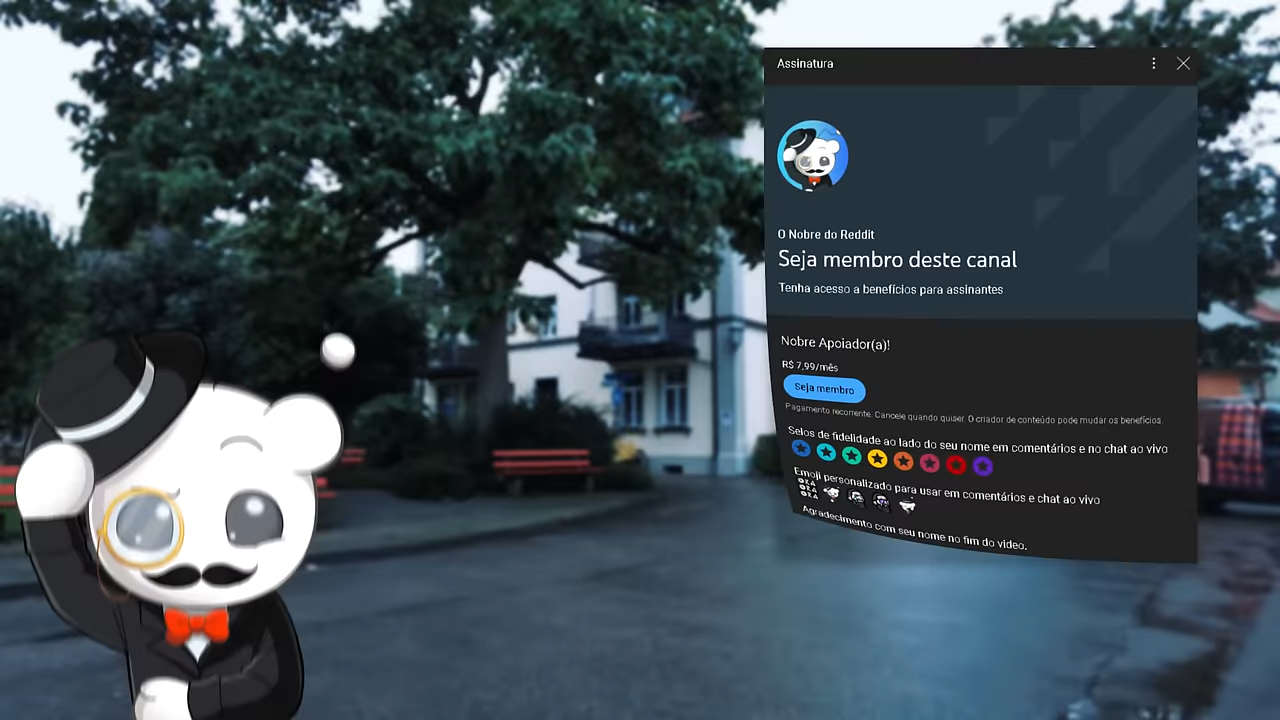 Assinatura
O Nobre do Reddit
Seja membro deste canal
Tenha acesso a benefícios para assinantes
Nobre Apoiador(a)!
R$ 7,99/mês
Seja membro
Pagamento recorrente. Cancele quando quiser. O criador de conteúdo pode mudar os benefícios.
Selos de fidelidade ao lado do seu nome em comentários e no chat ao vivo
Emoji personalizado para usar em comentários e chat ao vivo
Agradecimento com seu nome no fim do video.